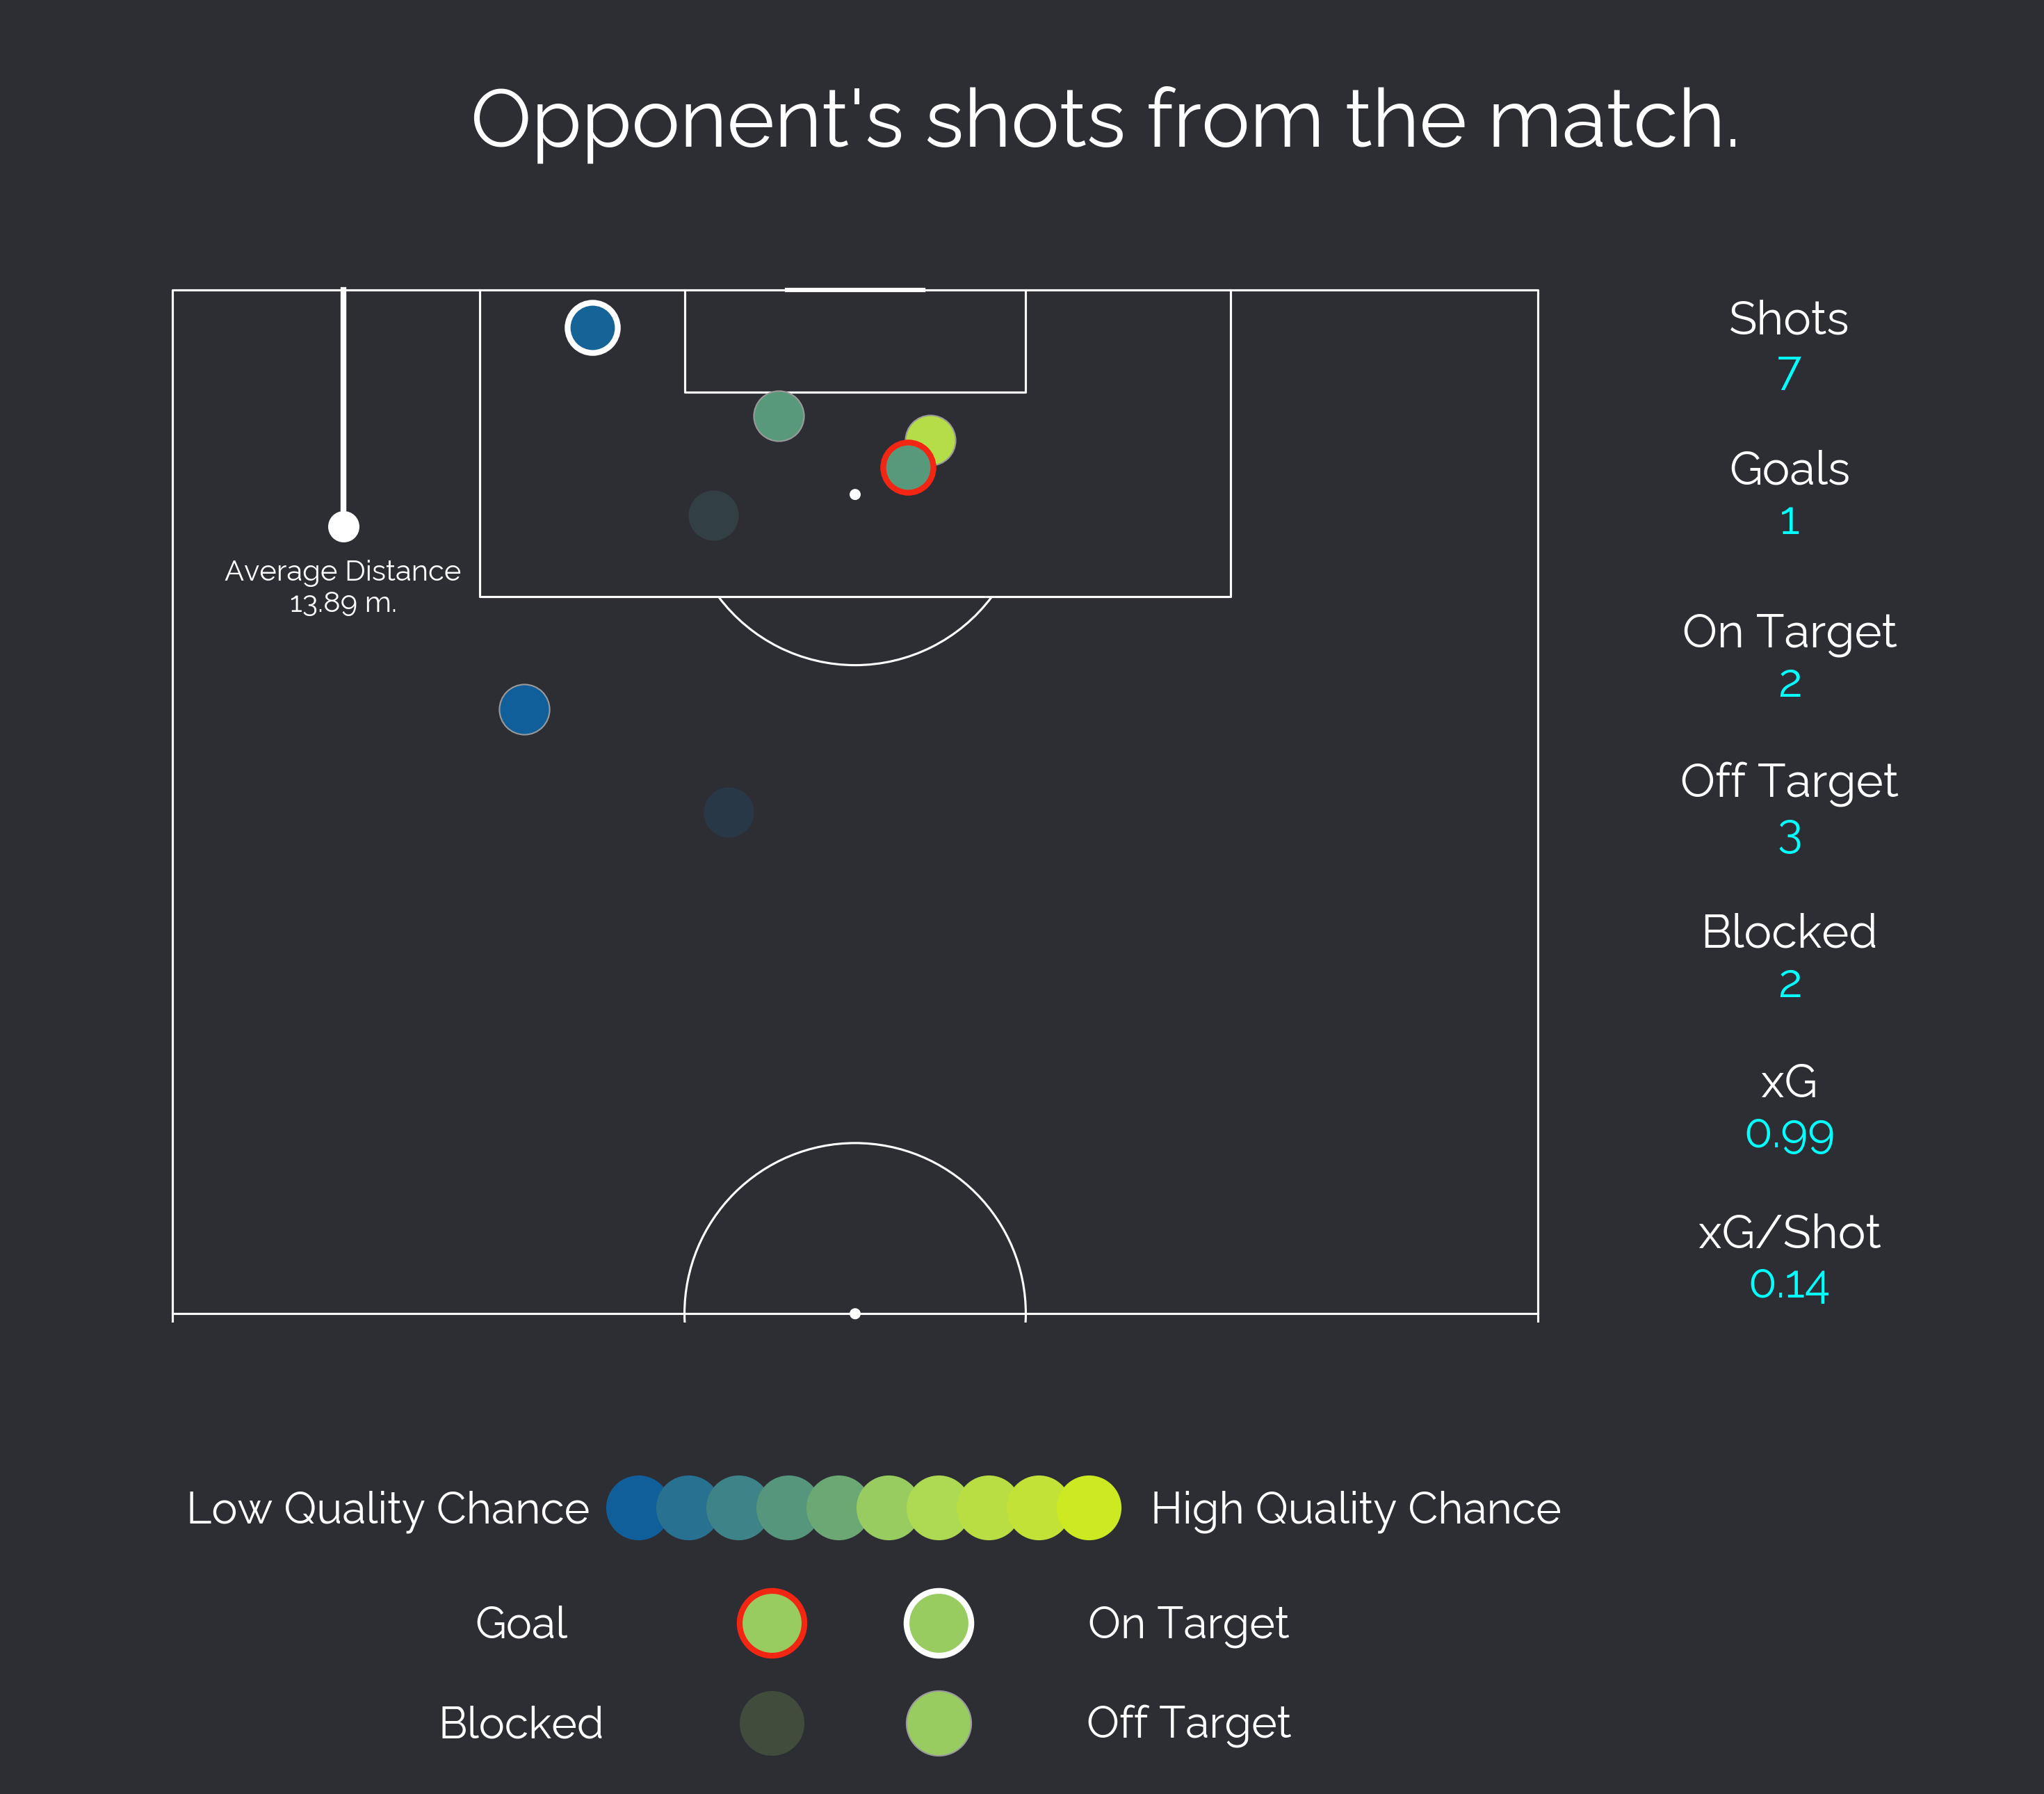 Opponent's shots from the match.
Average Distance
13.89 m.
Shots
7
Goals
1
On Target
2
Off Target
3
Blocked
2
xG
0.99
xG/Shot
0.14
Low Quality Chance
High Quality Chance
Goal
On Target
Blocked
Off Target